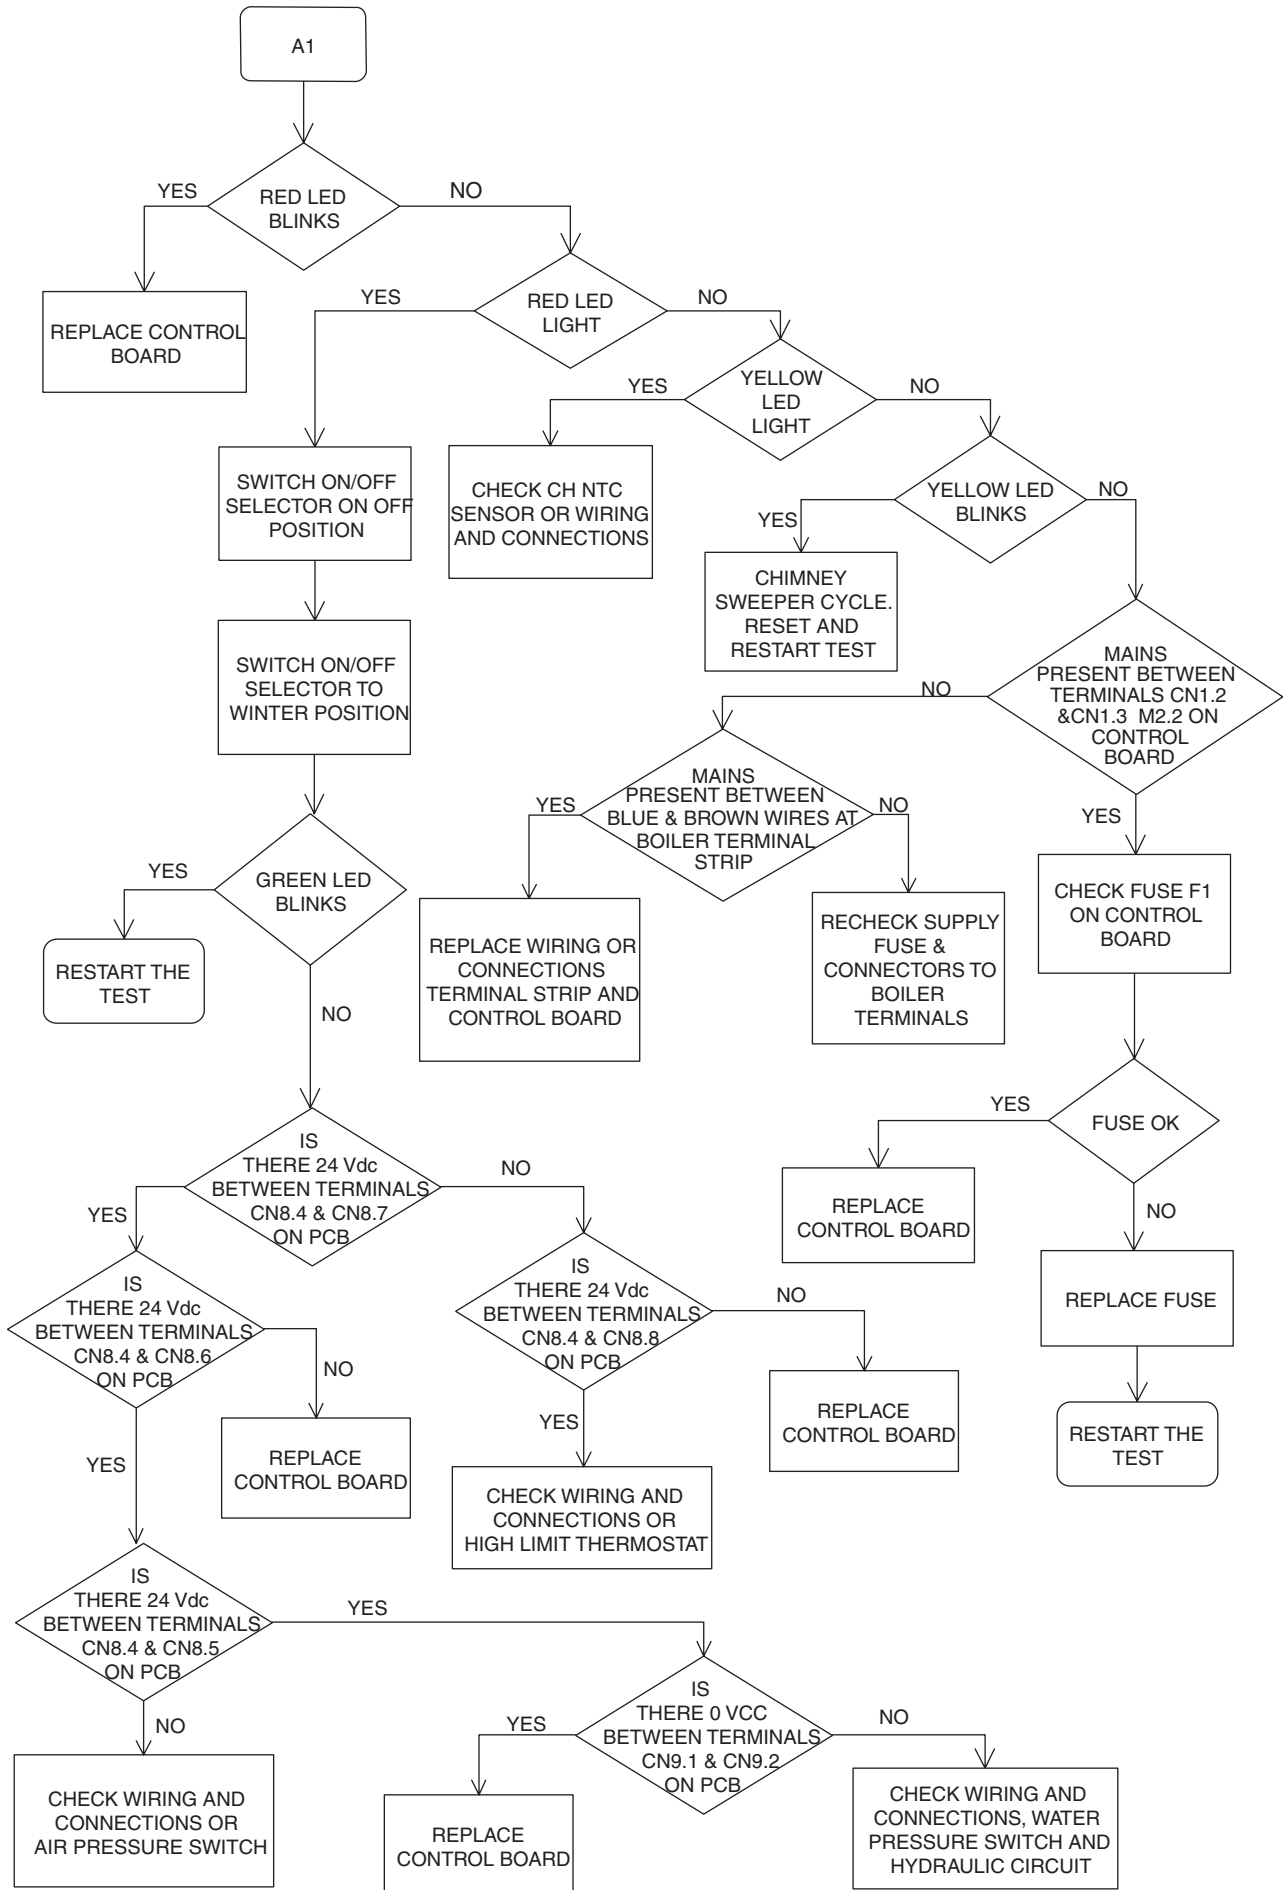 A1
RED LED
BLINKS
YES
NO
REPLACE CONTROL
BOARD
RED LED
LIGHT
YES
NO
YELLOW
LED
LIGHT
YES
NO
SWITCH ON/OFF
SELECTOR ON OFF
POSITION
CHECK CH NTC
SENSOR OR WIRING
AND CONNECTIONS
YELLOW LED
BLINKS
YES
NO
CHIMNEY
SWEEPER CYCLE.
RESET AND
RESTART TEST
SWITCH ON/OFF
SELECTOR TO
WINTER POSITION
MAINS
PRESENT BETWEEN
TERMINALS CN1.2
&CN1.3 M2.2 ON
CONTROL
BOARD
NO
YES
MAINS
PRESENT BETWEEN
BLUE & BROWN WIRES AT
BOILER TERMINAL
STRIP
YES
NO
GREEN LED
BLINKS
YES
NO
RESTART THE
TEST
REPLACE WIRING OR
CONNECTIONS
TERMINAL STRIP AND
CONTROL BOARD
RECHECK SUPPLY
FUSE &
CONNECTORS TO
BOILER
TERMINALS
CHECK FUSE F1
ON CONTROL
BOARD
FUSE OK
YES
NO
REPLACE
CONTROL BOARD
REPLACE FUSE
RESTART THE
TEST
IS
THERE 24 Vdc
BETWEEN TERMINALS
CN8.4 & CN8.7
ON PCB
YES
NO
IS
THERE 24 Vdc
BETWEEN TERMINALS
CN8.4 & CN8.6
ON PCB
NO
YES
REPLACE
CONTROL BOARD
IS
THERE 24 Vdc
BETWEEN TERMINALS
CN8.4 & CN8.8
ON PCB
NO
YES
REPLACE
CONTROL BOARD
CHECK WIRING AND
CONNECTIONS OR
HIGH LIMIT THERMOSTAT
IS
THERE 24 Vdc
BETWEEN TERMINALS
CN8.4 & CN8.5
ON PCB
YES
NO
CHECK WIRING AND
CONNECTIONS OR
AIR PRESSURE SWITCH
IS
THERE 0 VCC
BETWEEN TERMINALS
CN9.1 & CN9.2
ON PCB
YES
NO
REPLACE
CONTROL BOARD
CHECK WIRING AND
CONNECTIONS, WATER
PRESSURE SWITCH AND
HYDRAULIC CIRCUIT